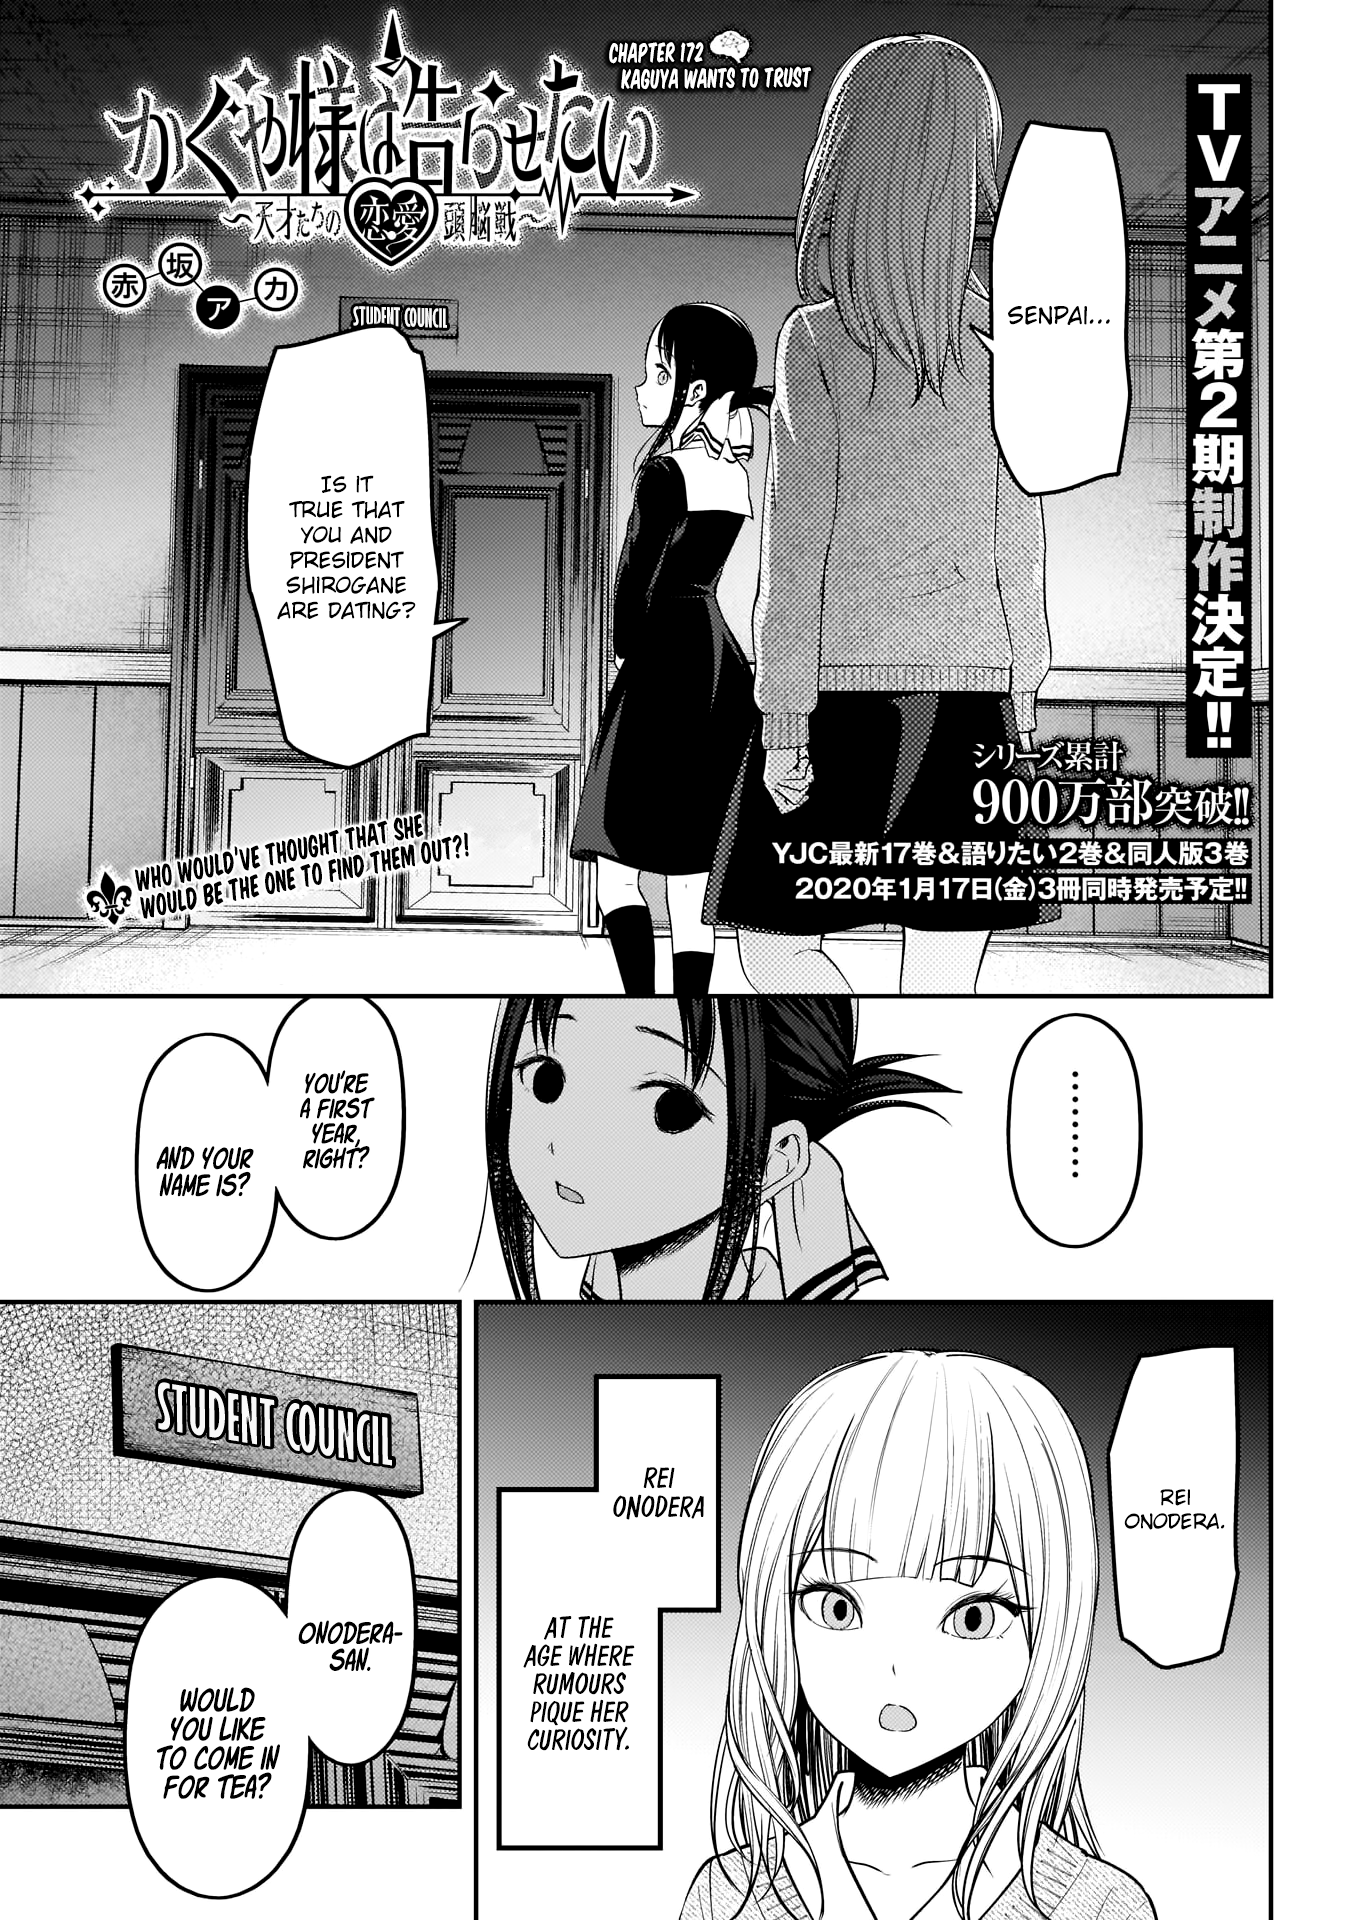 CHAPTER 172
KAGUYA WANTS TO TRUST
かぐや様は告らせたい
～天才たちの恋愛頭脳戦～
赤坂アカ
TVアニメ第2期制作決定!!
SENPAI...
STUDENT COUNCIL
IS IT
TRUE THAT
YOU AND
PRESIDENT
SHIROGANE
ARE DATING?
シリーズ累計
900万部突破!!
YJC最新17巻&語りたい2巻&同人版3巻
2020年1月17日(金)3冊同時発売予定!!
WHO WOULD'VE THOUGHT THAT SHE
WOULD BE THE ONE TO FIND THEM OUT?!
………
YOU'RE
A FIRST
YEAR,
RIGHT?
AND YOUR
NAME IS?
REI
ONODERA.
REI
ONODERA
AT THE
AGE WHERE
RUMOURS
PIQUE HER
CURIOSITY.
STUDENT COUNCIL
ONODERA-
SAN.
WOULD
YOU LIKE
TO COME IN
FOR TEA?